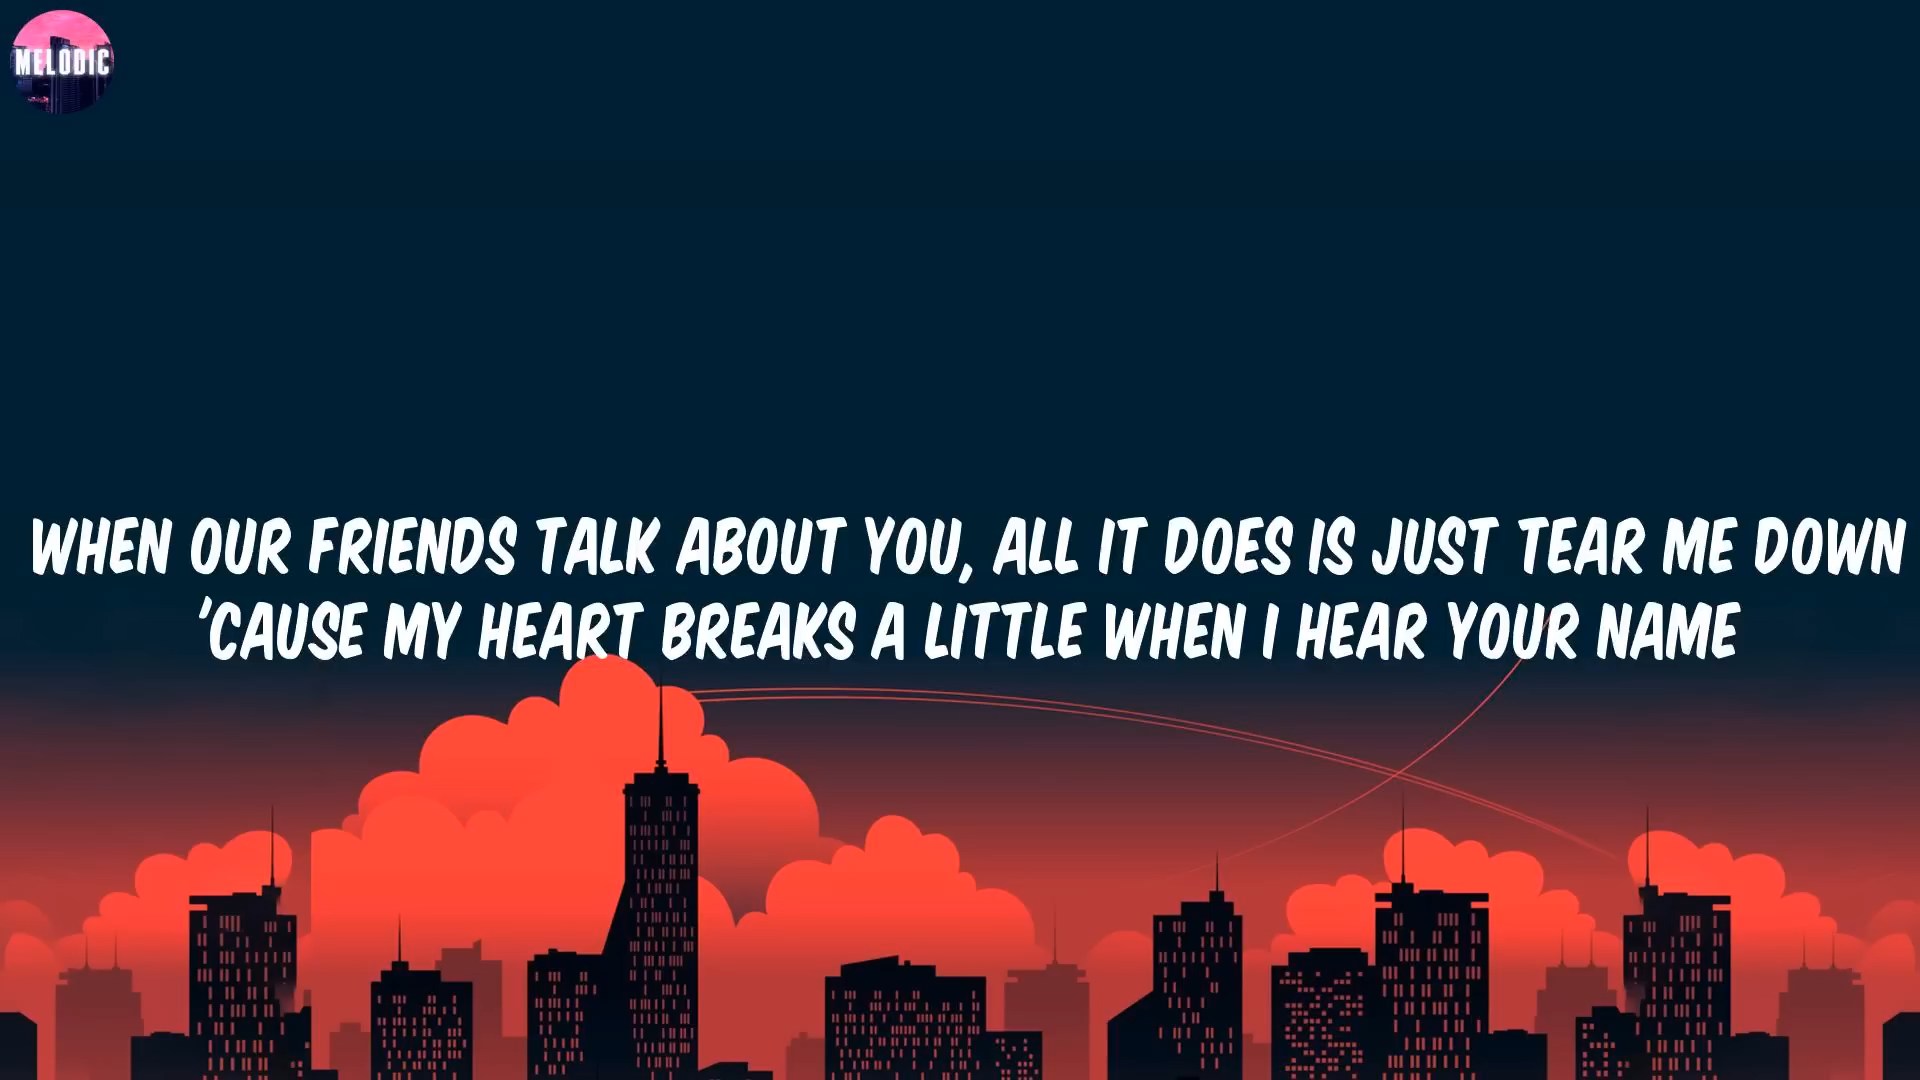 MELODIC
WHEN OUR FRIENDS TALK ABOUT YOU, ALL IT DOES IS JUST TEAR ME DOWN
'CAUSE MY HEART BREAKS A LITTLE WHEN I HEAR YOUR NAME